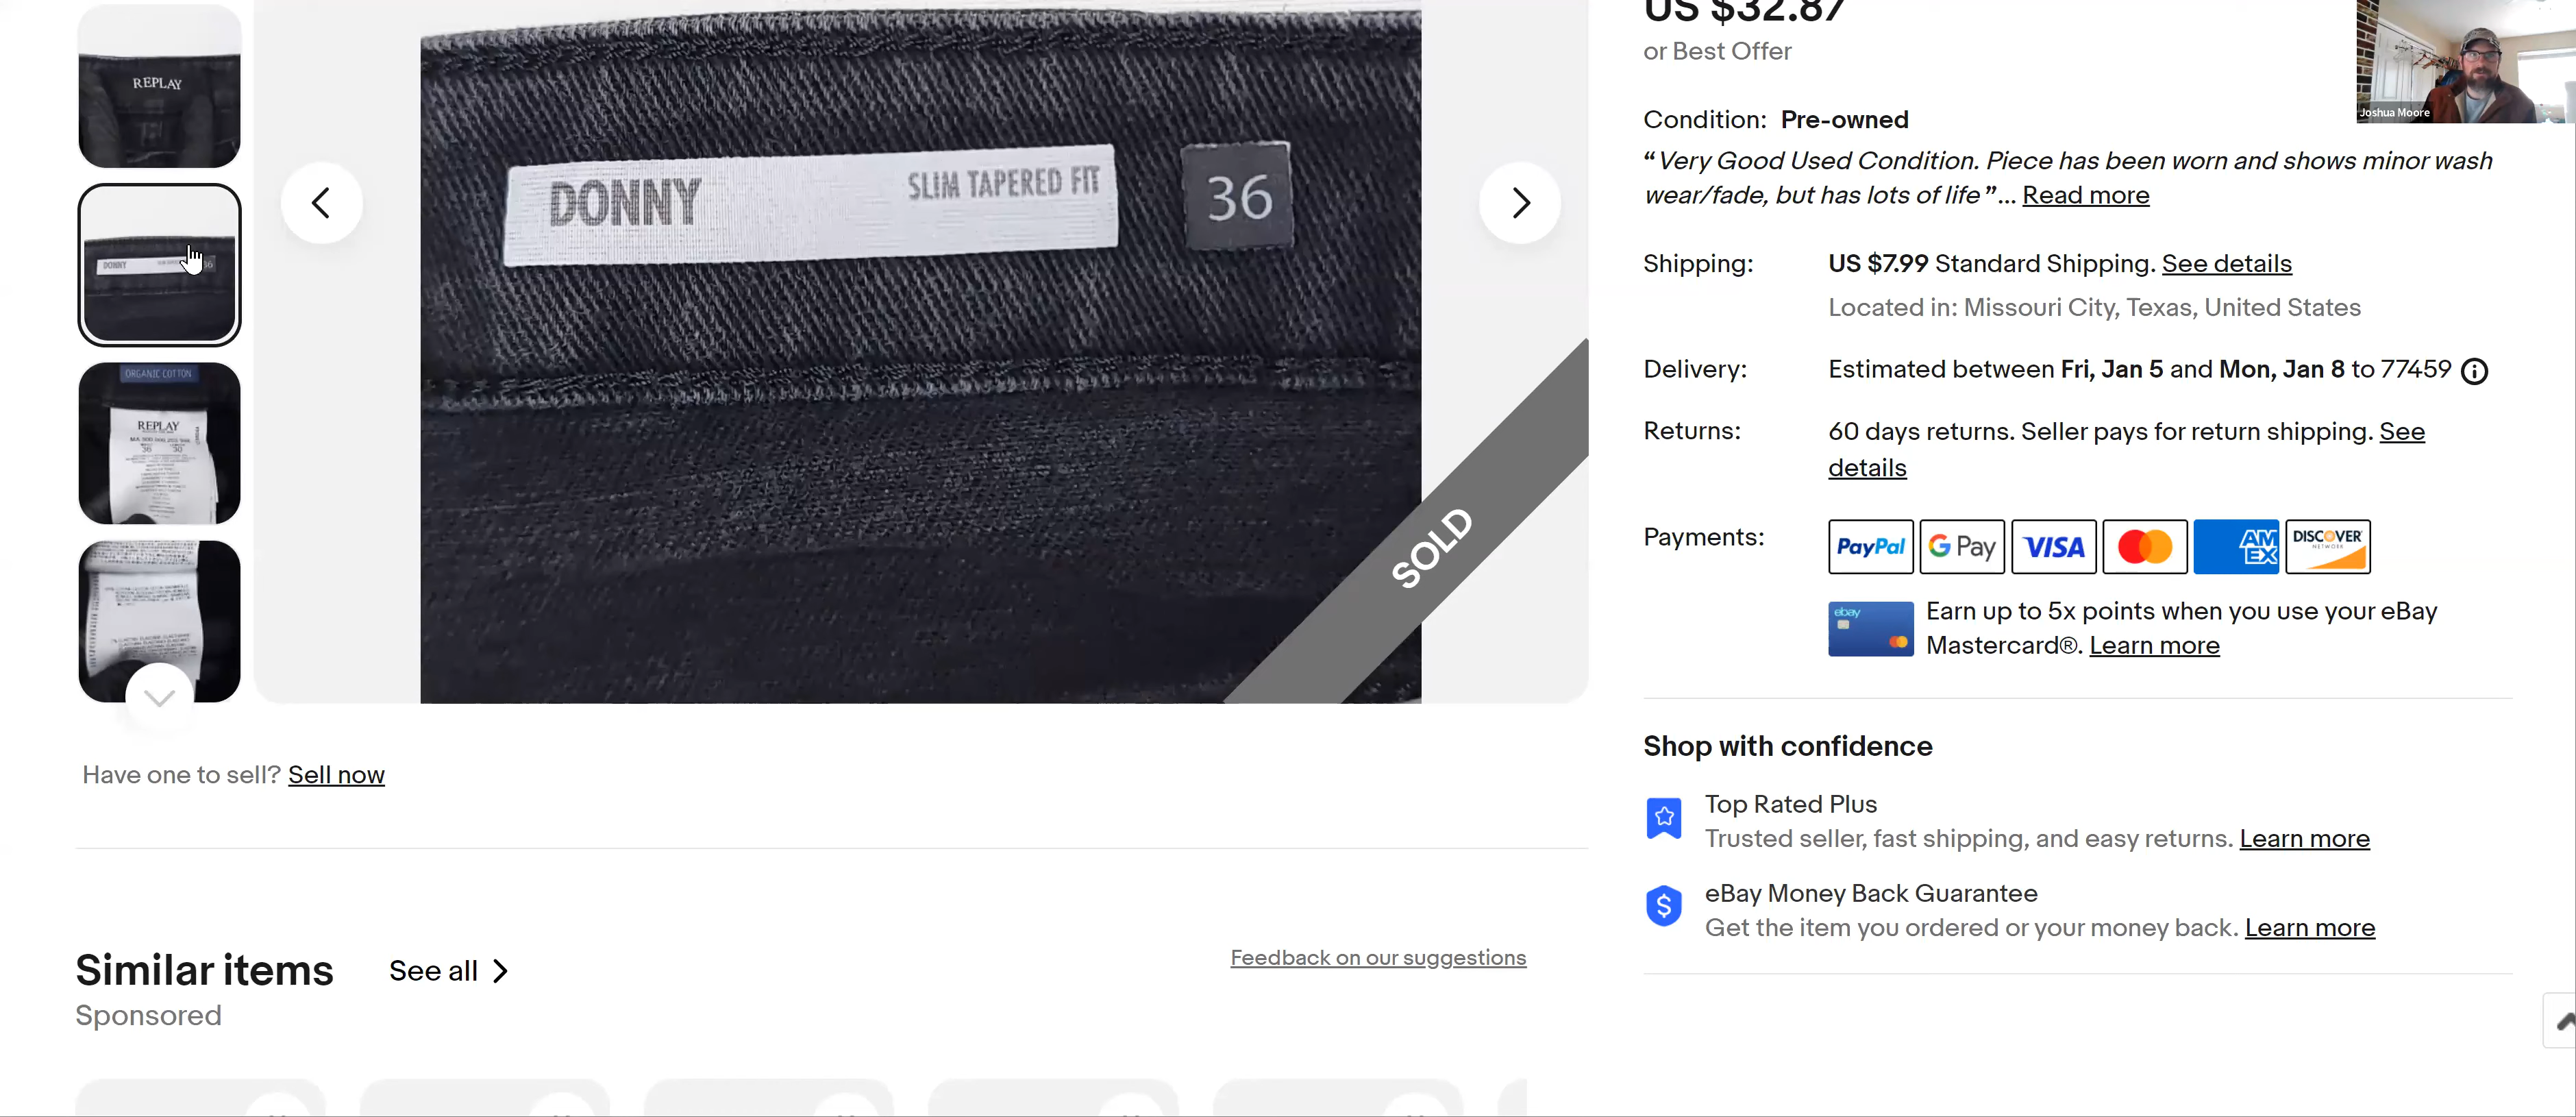 REPLAY
DONNY
ORGANIC COTTON
REPLAY
36 30
DONNY SLIM TAPERED FIT 36
SOLD
Have one to sell? Sell now
Similar items See all
Sponsored
Feedback on our suggestions
US $32.87
or Best Offer
Condition: Pre-owned
“Very Good Used Condition. Piece has been worn and shows minor wash
wear/fade, but has lots of life”... Read more
Shipping: US $7.99 Standard Shipping. See details
Located in: Missouri City, Texas, United States
Delivery: Estimated between Fri, Jan 5 and Mon, Jan 8 to 77459
Returns: 60 days returns. Seller pays for return shipping. See
details
Payments: PayPal G Pay VISA AM EX DISCOVER NETWORK
ebay
Earn up to 5x points when you use your eBay
Mastercard®. Learn more
Shop with confidence
Top Rated Plus
Trusted seller, fast shipping, and easy returns. Learn more
eBay Money Back Guarantee
Get the item you ordered or your money back. Learn more
Joshua Moore